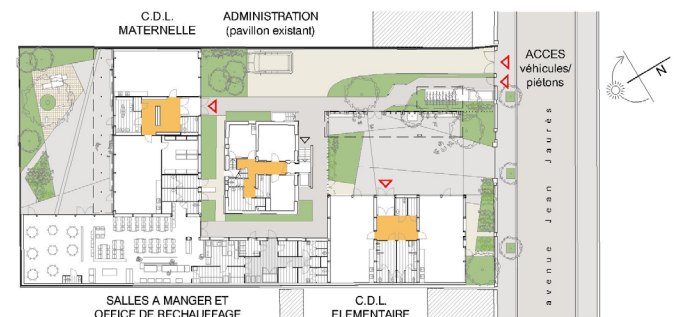 C.D.L.
MATERNELLE
ADMINISTRATION
(pavillon existant)
ACCES
véhicules/
piétons
N
avenue jean jaurès
SALLES A MANGER ET
OFFICE DE RECHAUFFAGE
C.D.L.
ELEMENTAIRE